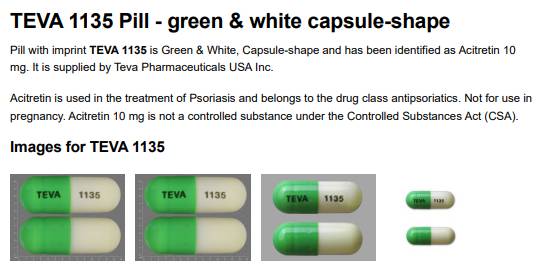 TEVA 1135 Pill - green & white capsule-shape
Pill with imprint TEVA 1135 is Green & White, Capsule-shape and has been identified as Acitretin 10
mg. It is supplied by Teva Pharmaceuticals USA Inc.
Acitretin is used in the treatment of Psoriasis and belongs to the drug class antipsoriatics. Not for use in
pregnancy. Acitretin 10 mg is not a controlled substance under the Controlled Substances Act (CSA).
Images for TEVA 1135
TEVA 1135
TEVA 1135
TEVA 1135
TEVA 1135